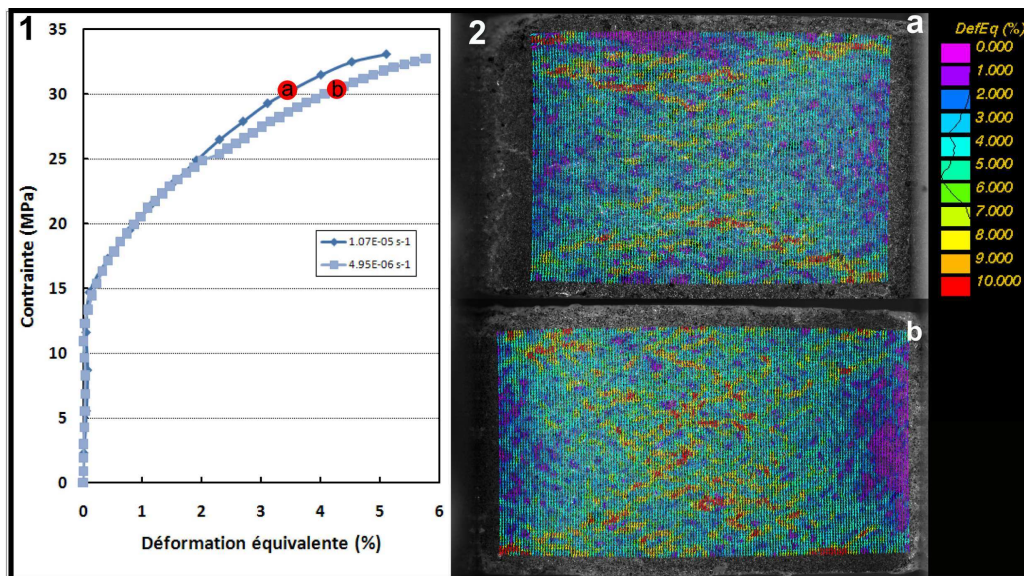 1
Contrainte (MPa)
35
30
25
20
15
10
5
0
0 1 2 3 4 5 6
Déformation équivalente (%)
a
b
1.07E-05 s-1
4.95E-06 s-1
2
a
b
DefEq (%)
0.000
1.000
2.000
3.000
4.000
5.000
6.000
7.000
8.000
9.000
10.000